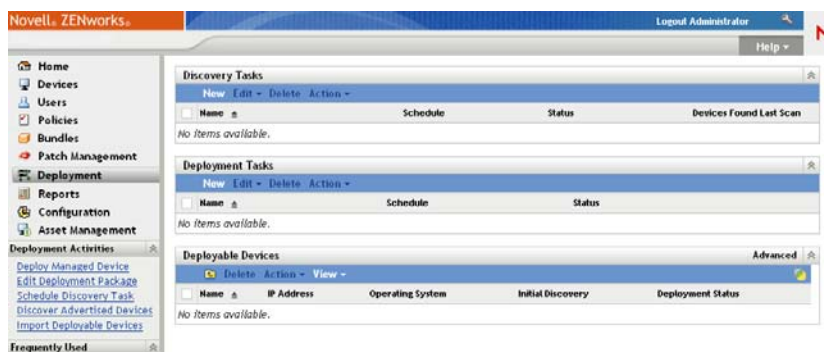 Novell® ZENworks®
Logout Administrator
Help
Home
Devices
Users
Policies
Bundles
Patch Management
Deployment
Reports
Configuration
Asset Management
Deployment Activities
Deploy Managed Device
Edit Deployment Package
Schedule Discovery Task
Discover Advertised Devices
Import Deployable Devices
Frequently Used
Discovery Tasks
New Edit Delete Action
Name Schedule Status Devices Found Last Scan
No items available.
Deployment Tasks
New Edit Delete Action
Name Schedule Status
No items available.
Deployable Devices Advanced
Delete Action View
Name IP Address Operating System Initial Discovery Deployment Status
No items available.